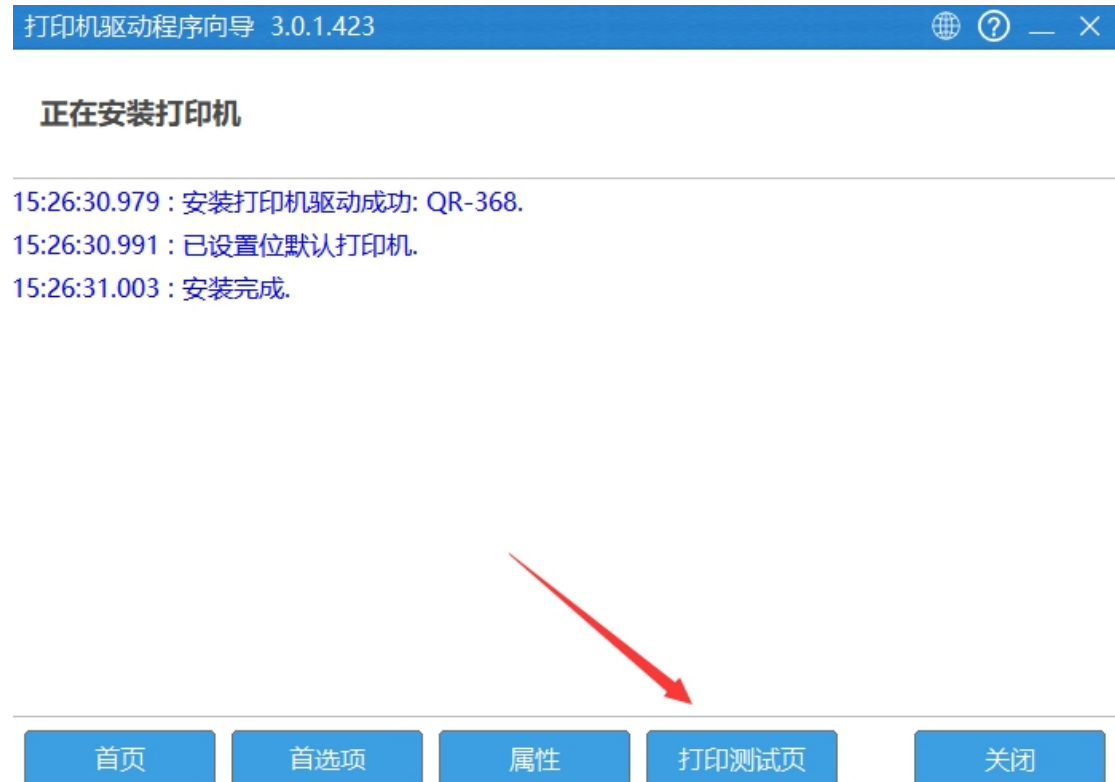 打印机驱动程序向导 3.0.1.423
正在安装打印机
15:26:30.979 : 安装打印机驱动成功: QR-368.
15:26:30.991 : 已设置位默认打印机.
15:26:31.003 : 安装完成.
首页 首选项 属性 打印测试页 关闭